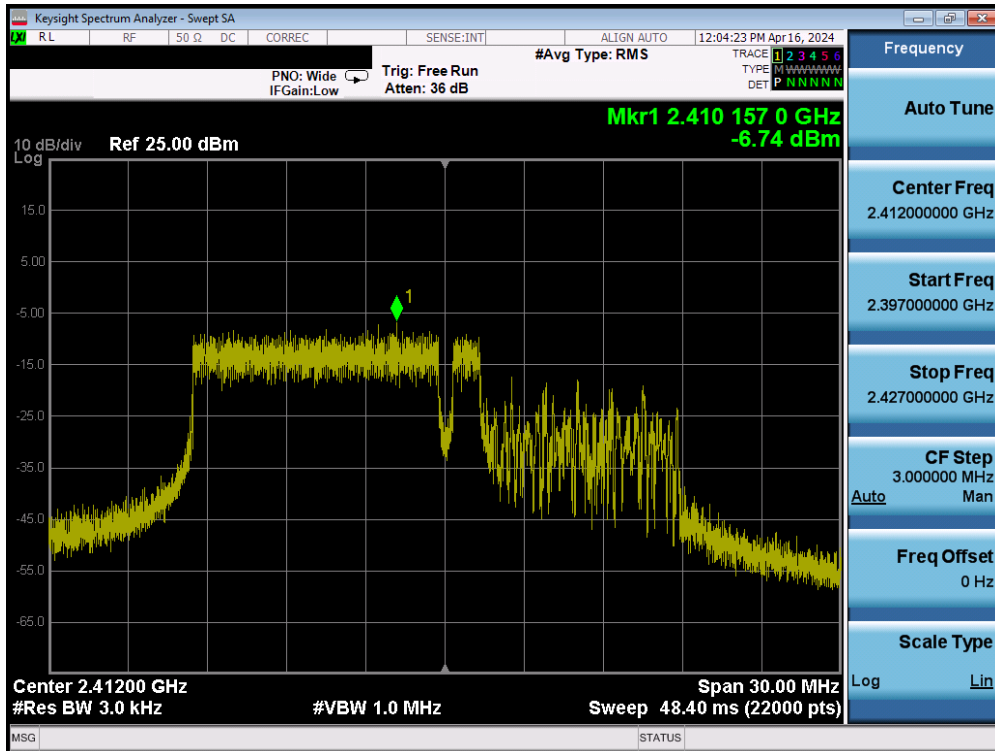 Keysight Spectrum Analyzer - Swept SA
LXI RL RF 50 Ω DC CORREC SENSE:INT ALIGN AUTO 12:04:23 PM Apr 16, 2024
Frequency
#Avg Type: RMS
TRACE 1 2 3 4 5 6
PNO: Wide Trig: Free Run
TYPE M W W W W W
IFGain:Low Atten: 36 dB
DET P N N N N N
Auto Tune
Mkr1 2.410 157 0 GHz
-6.74 dBm
10 dB/div Ref 25.00 dBm
Log
15.0
5.00
-5.00
-15.0
-25.0
-35.0
-45.0
-55.0
-65.0
1
Center Freq
2.412000000 GHz
Start Freq
2.397000000 GHz
Stop Freq
2.427000000 GHz
CF Step
3.000000 MHz
Auto Man
Freq Offset
0 Hz
Scale Type
Log Lin
Center 2.41200 GHz Span 30.00 MHz
#Res BW 3.0 kHz #VBW 1.0 MHz Sweep 48.40 ms (22000 pts)
MSG STATUS